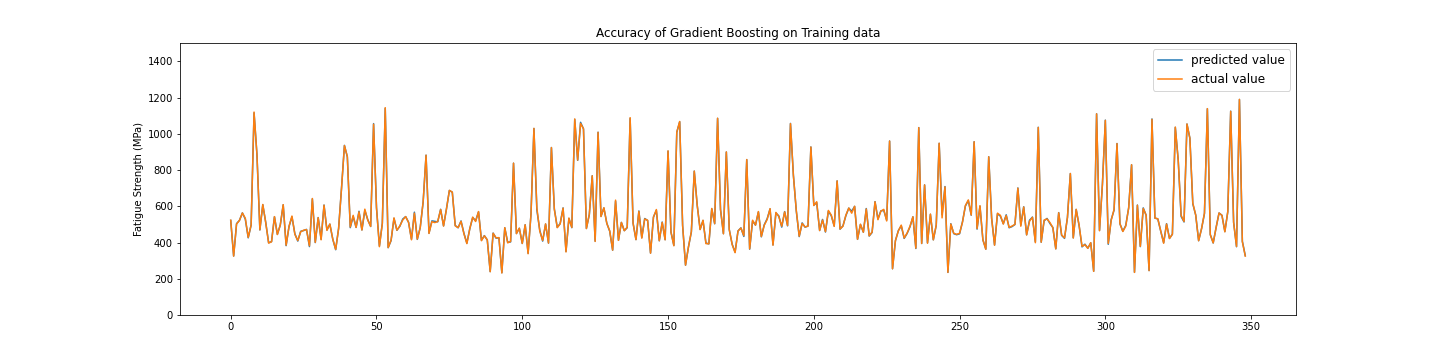 Accuracy of Gradient Boosting on Training data
predicted value
actual value
Fatigue Strength (MPa)
1400
1200
1000
800
600
400
200
0
0 50 100 150 200 250 300 350